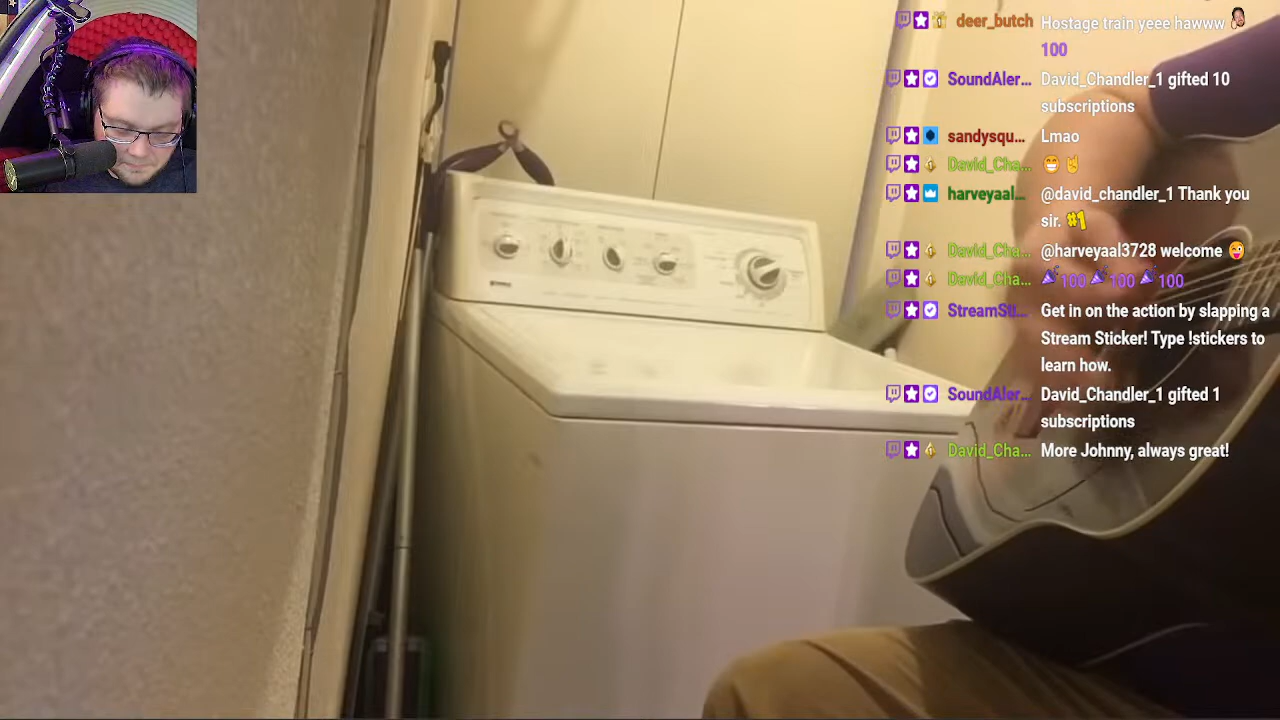 deer_butch Hostage train yeee hawww
100
SoundAler... David_Chandler_1 gifted 10
subscriptions
sandysqu... Lmao
David_Cha... 😁🤘
harveyaal... @david_chandler_1 Thank you
sir. #1
David_Cha... @harveyaal3728 welcome 😜
David_Cha... 100 100 100
StreamSti... Get in on the action by slapping a
Stream Sticker! Type !stickers to
learn how.
SoundAler... David_Chandler_1 gifted 1
subscriptions
David_Cha... More Johnny, always great!